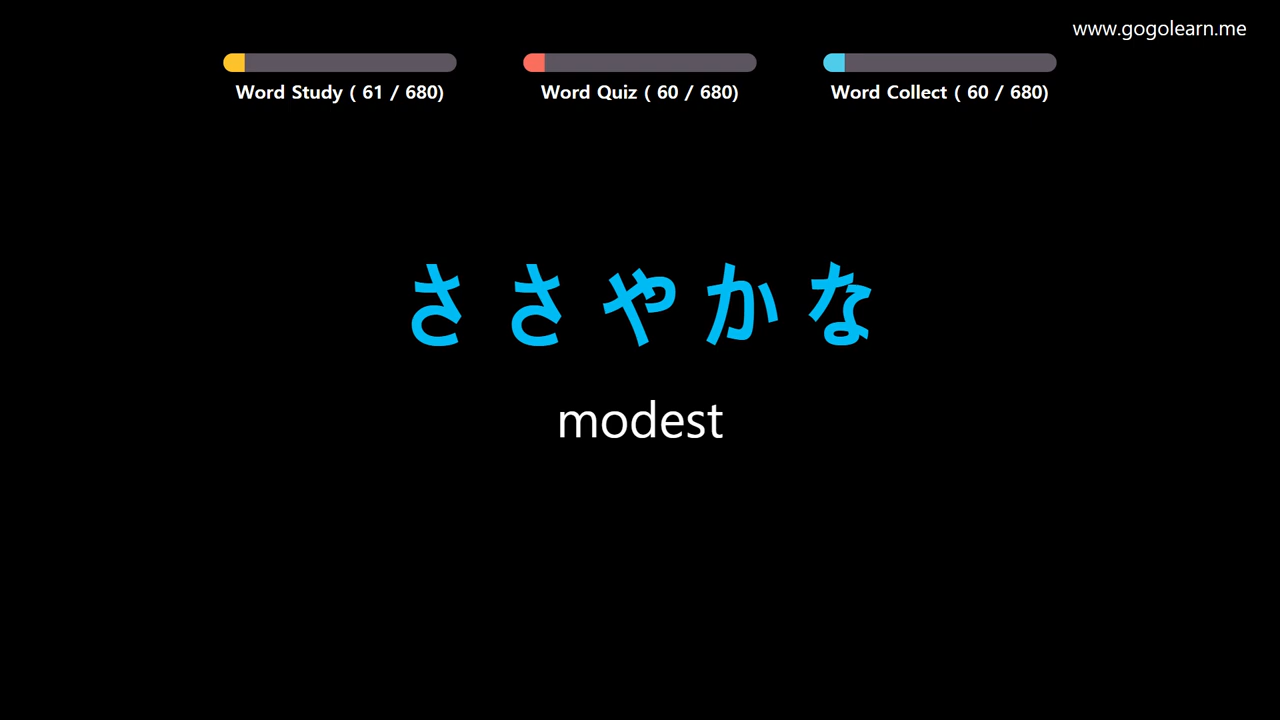 www.gogolearn.me
Word Study ( 61 / 680)
Word Quiz ( 60 / 680)
Word Collect ( 60 / 680)
ささやかな
modest